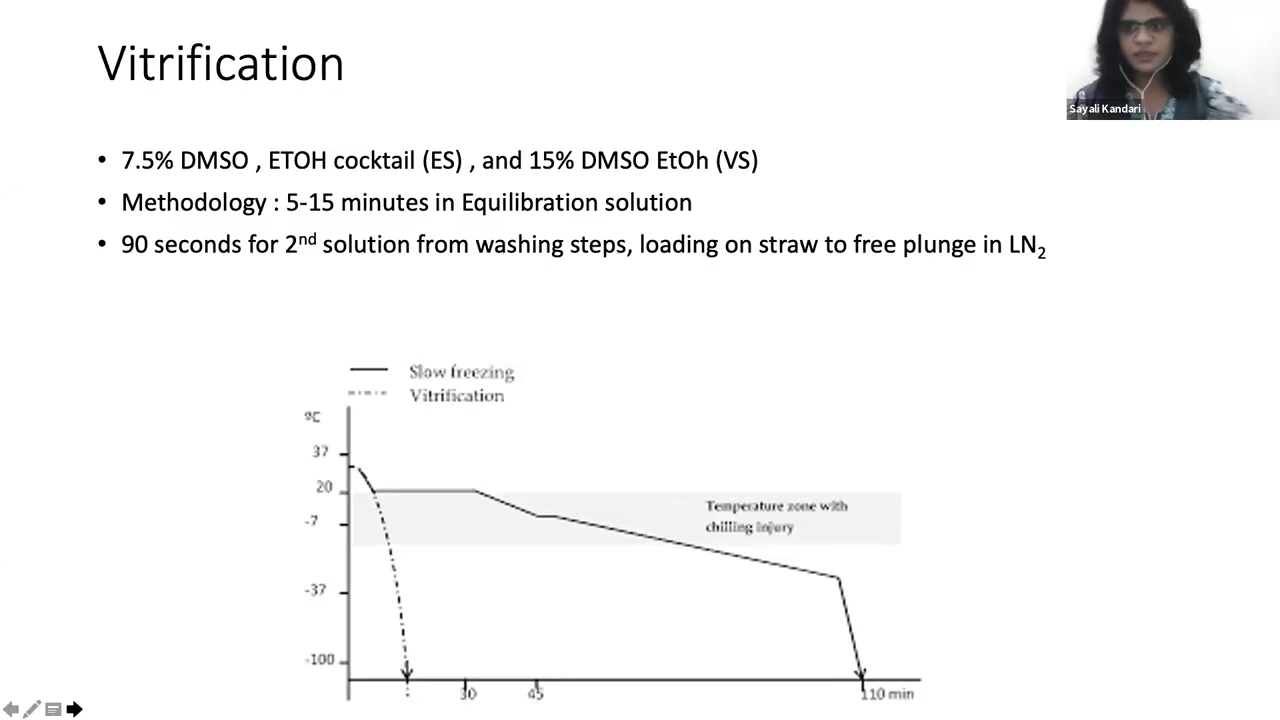 Vitrification
Sayali Kandari
• 7.5% DMSO , ETOH cocktail (ES) , and 15% DMSO EtOh (VS)
• Methodology : 5-15 minutes in Equilibration solution
• 90 seconds for 2nd solution from washing steps, loading on straw to free plunge in LN2
Slow freezing
Vitrification
ºC
37
20
Temperature zone with
chilling injury
-7
-37
-100
30 45 110 min